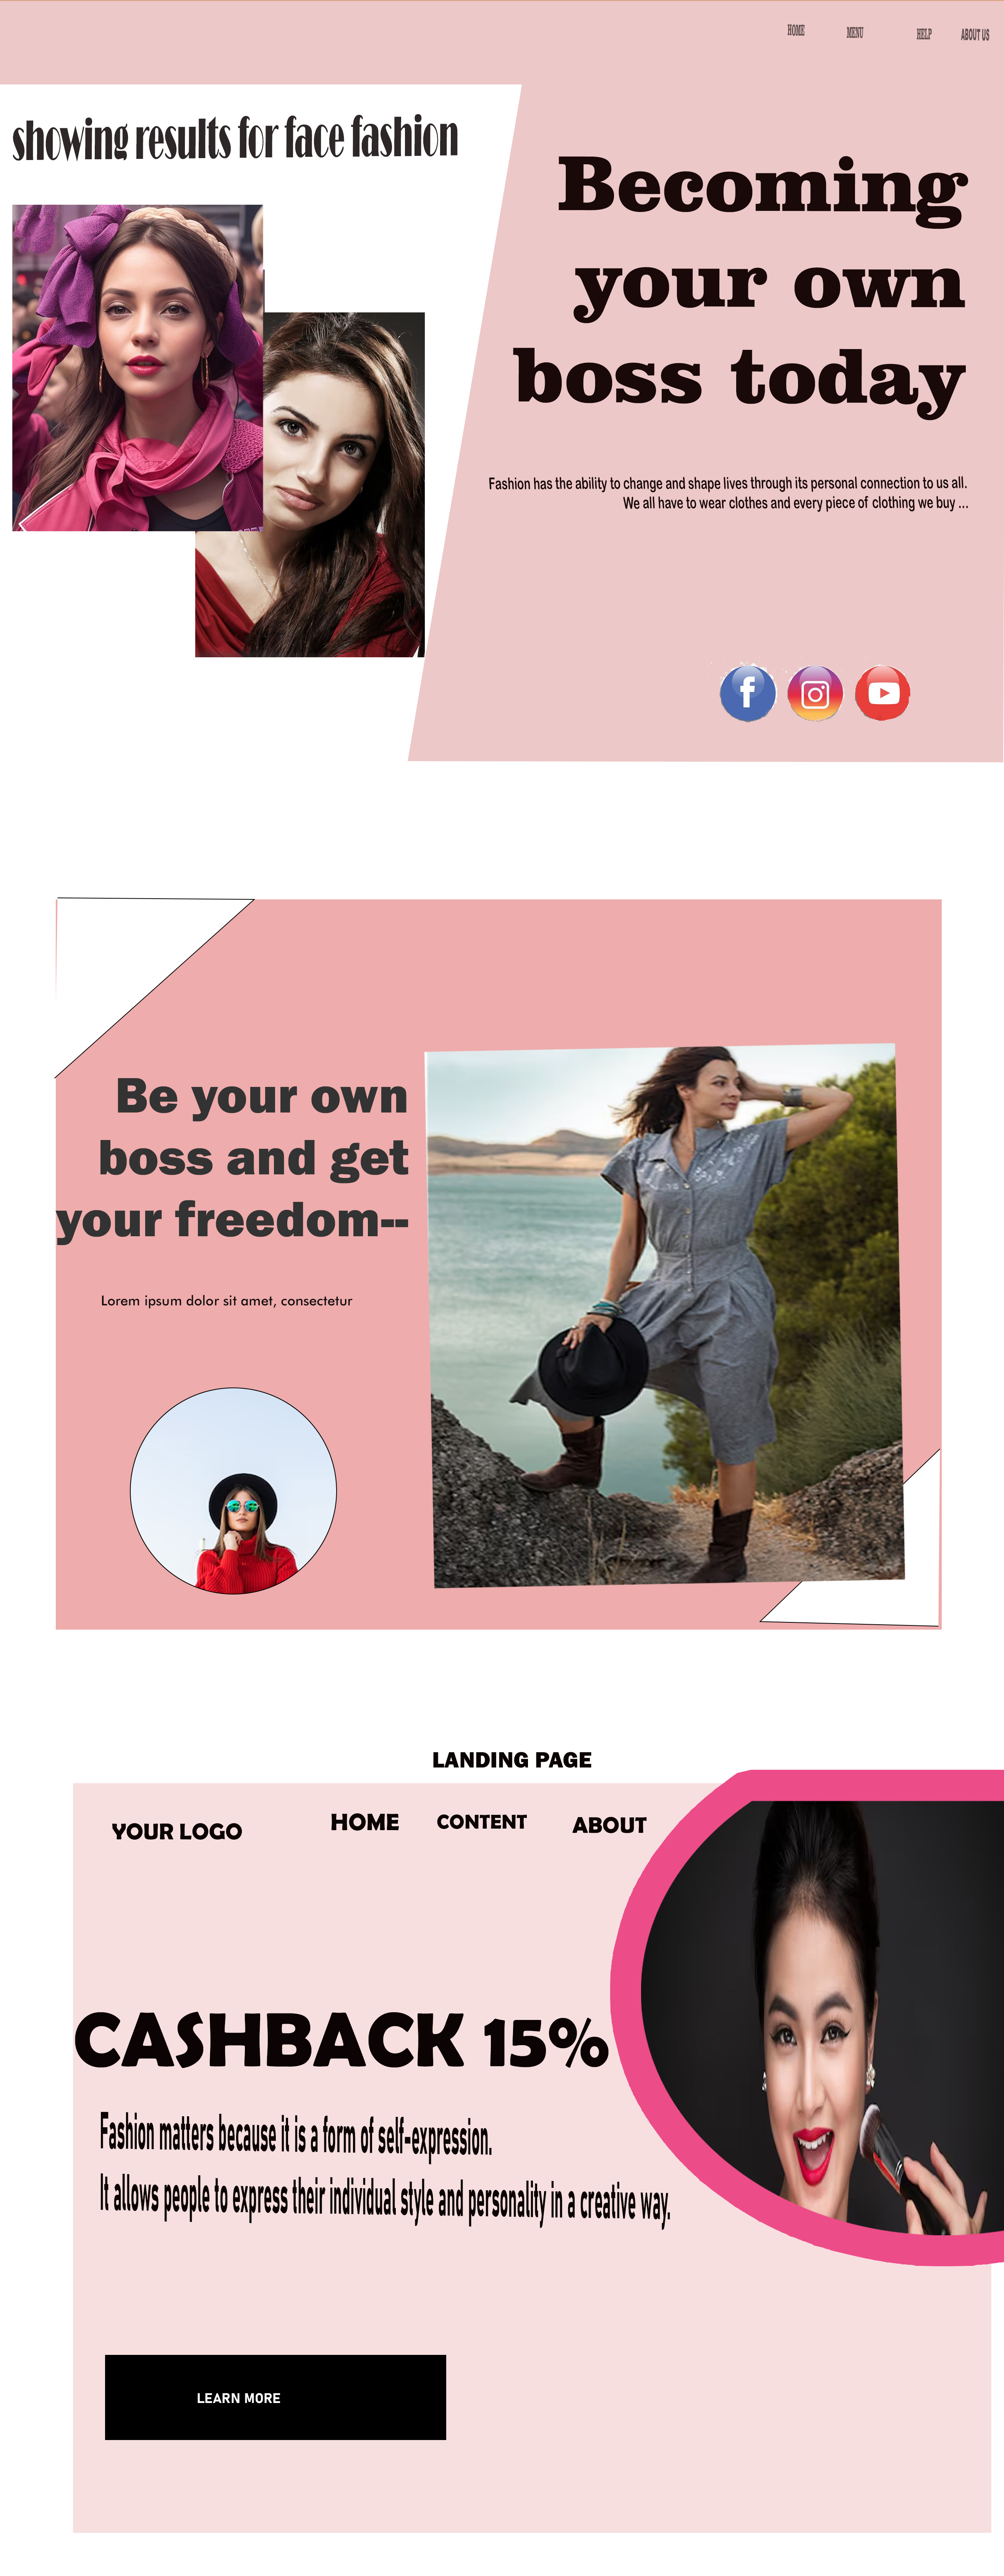 HOME MENU HELP ABOUT US
showing results for face fashion
Becoming
your own
boss today
Fashion has the ability to change and shape lives through its personal connection to us all.
We all have to wear clothes and every piece of clothing we buy ...
Be your own
boss and get
your freedom--
Lorem ipsum dolor sit amet, consectetur
LANDING PAGE
YOUR LOGO HOME CONTENT ABOUT
CASHBACK 15%
Fashion matters because it is a form of self-expression.
It allows people to express their individual style and personality in a creative way.
LEARN MORE